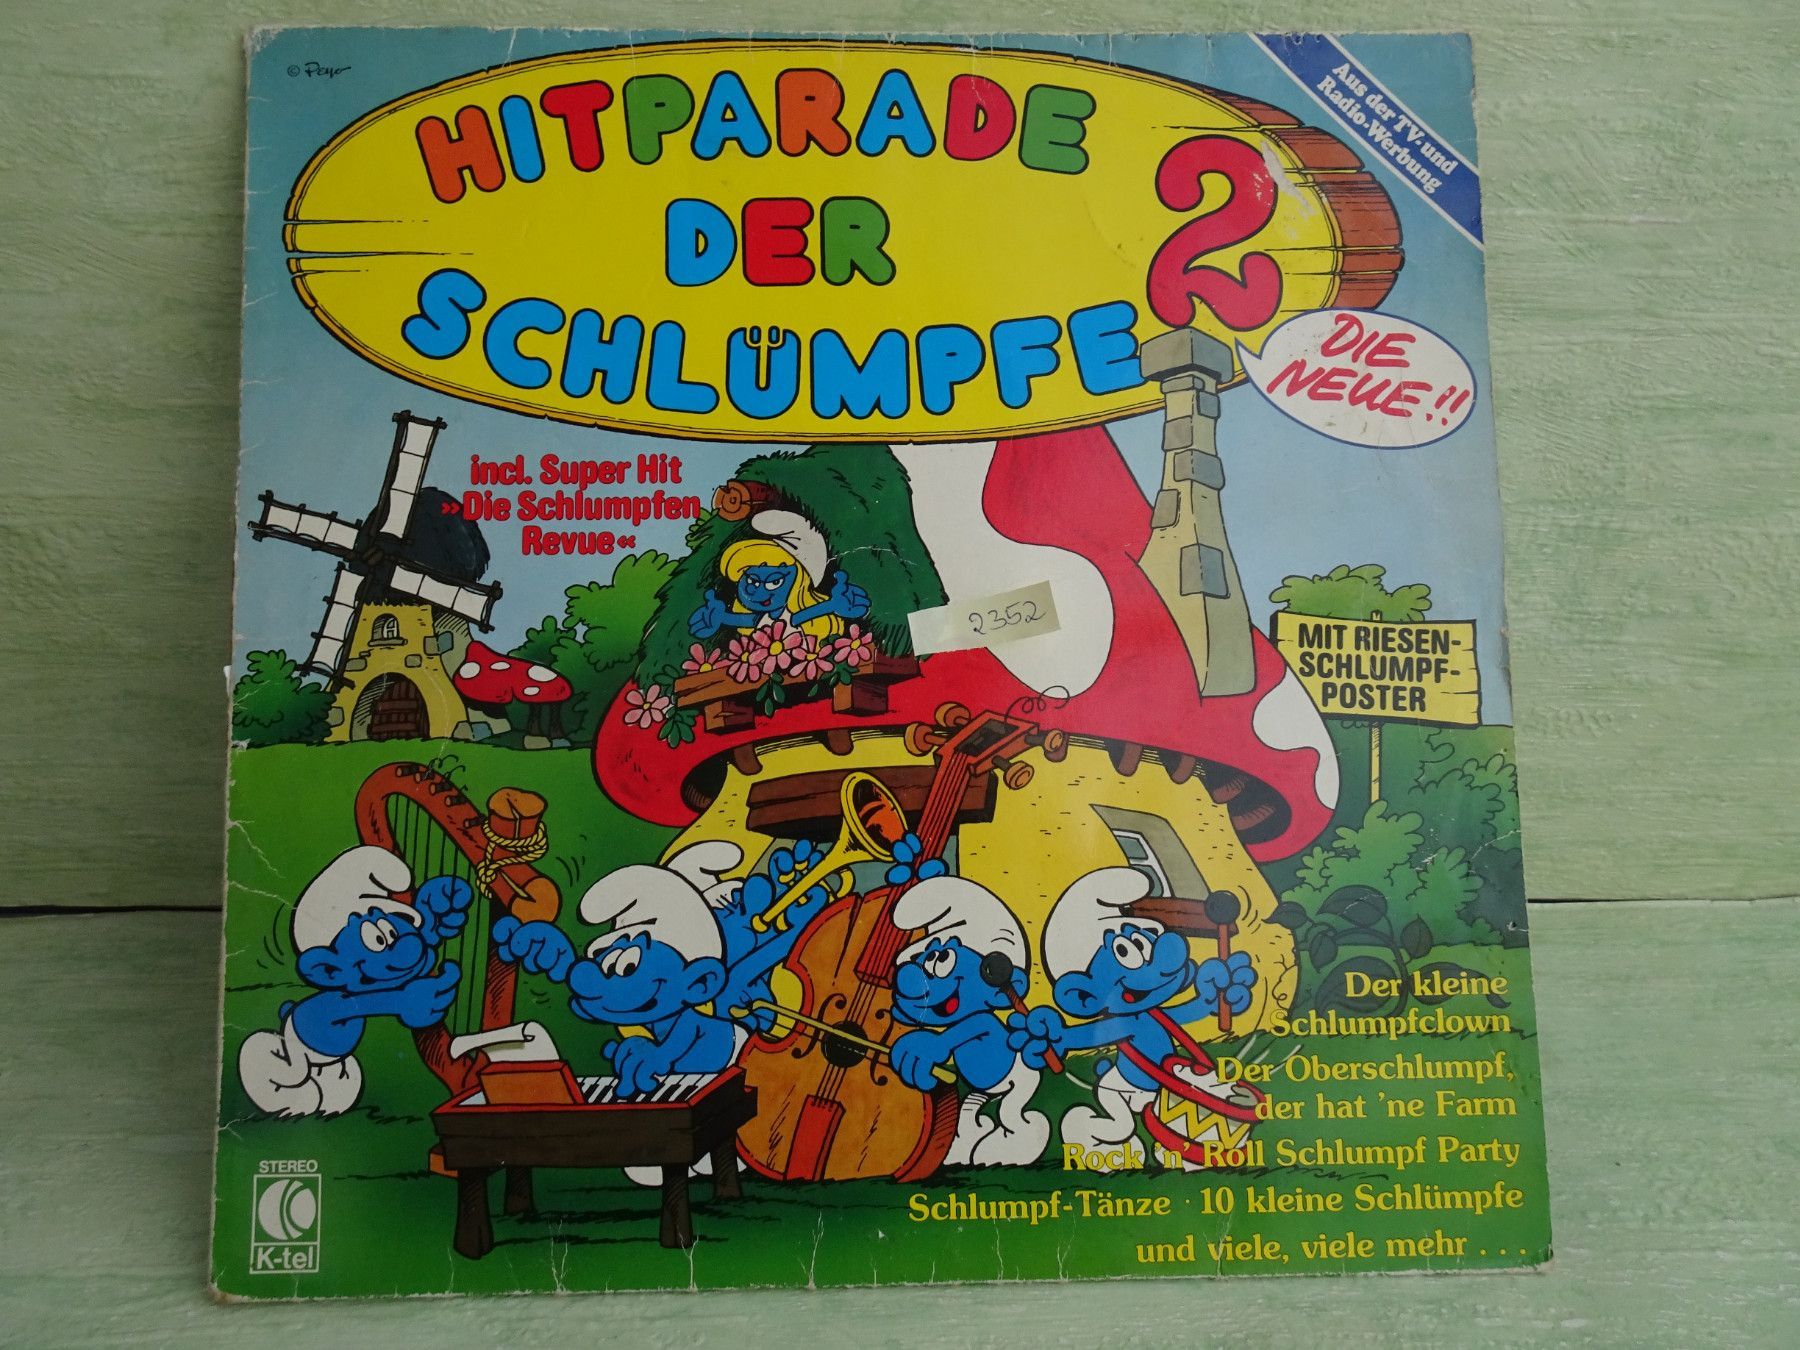 © Peyo
Aus der TV- und
Radio-Werbung
HITPARADE
DER
SCHLÜMPFE
2
DIE
NEUE!!
incl. Super Hit
»Die Schlumpfen
Revue«
2352
MIT RIESEN-
SCHLUMPF-
POSTER
Der kleine
Schlumpfclown
Der Oberschlumpf,
der hat 'ne Farm
Rock 'n' Roll Schlumpf Party
Schlumpf-Tänze · 10 kleine Schlümpfe
und viele, viele mehr . . .
STEREO
K-tel